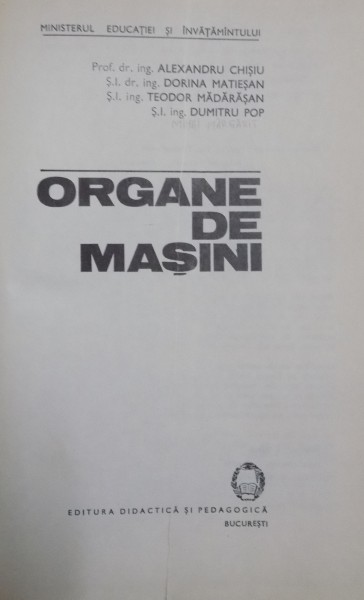 MINISTERUL EDUCAȚIEI ȘI ÎNVĂȚĂMÎNTULUI
Prof. dr. ing. ALEXANDRU CHIȘIU
Ș.l. dr. ing. DORINA MATIEȘAN
Ș.l. ing. TEODOR MĂDĂRĂȘAN
Ș.l. ing. DUMITRU POP
ORGANE
DE
MAȘINI
EDITURA DIDACTICĂ ȘI PEDAGOGICĂ
BUCUREȘTI